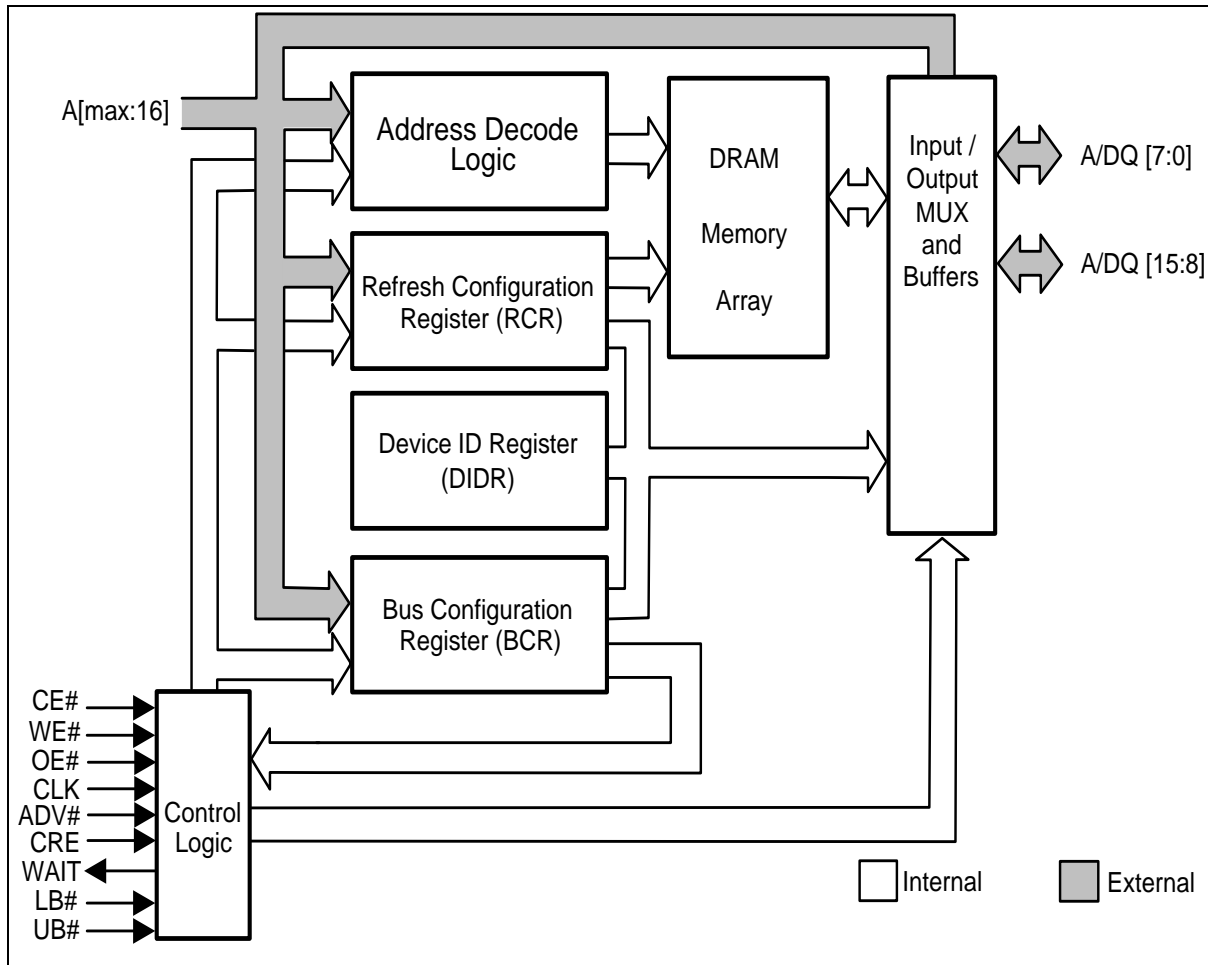 A[max:16]
Address Decode
Logic
DRAM
Memory
Array
Input /
Output
MUX
and
Buffers
A/DQ [7:0]
A/DQ [15:8]
Refresh Configuration
Register (RCR)
Device ID Register
(DIDR)
Bus Configuration
Register (BCR)
CE#
WE#
OE#
CLK
ADV#
CRE
WAIT
LB#
UB#
Control
Logic
Internal
External